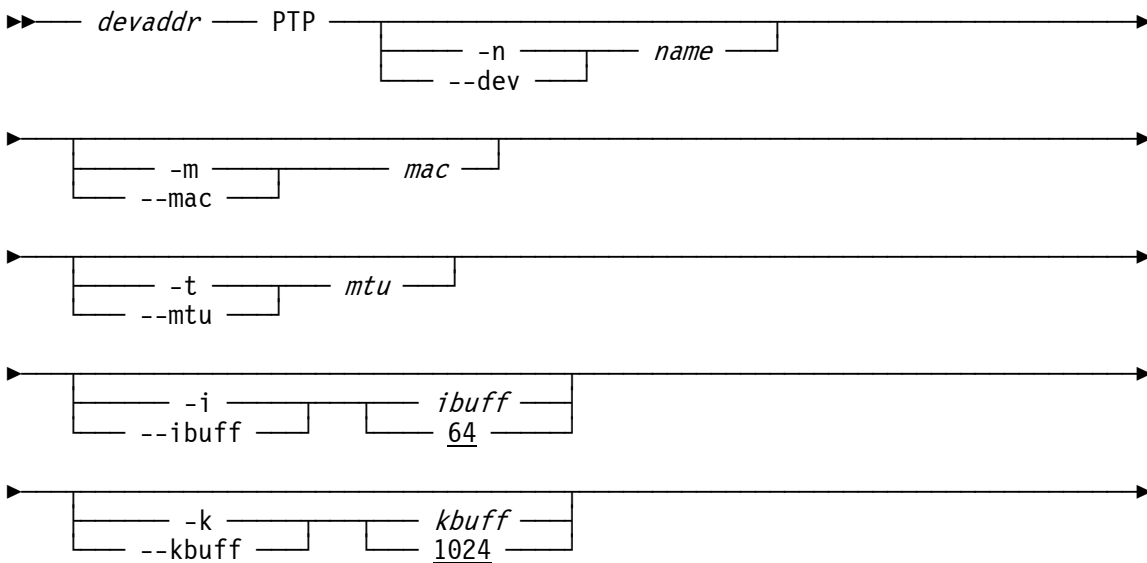 devaddr PTP
-n name
--dev
-m mac
--mac
-t mtu
--mtu
-i ibuff
--ibuff 64
-k kbuff
--kbuff 1024